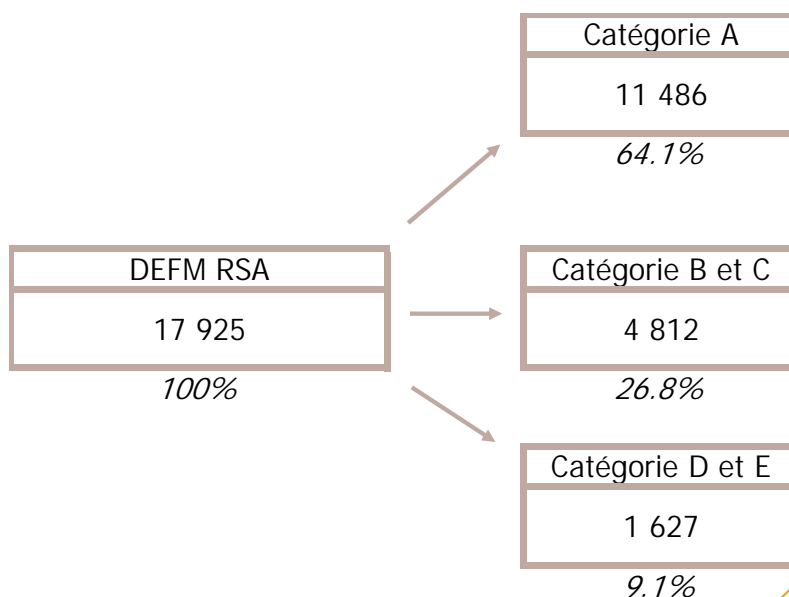 Catégorie A
11 486
64.1%
DEFM RSA
17 925
100%
Catégorie B et C
4 812
26.8%
Catégorie D et E
1 627
9.1%